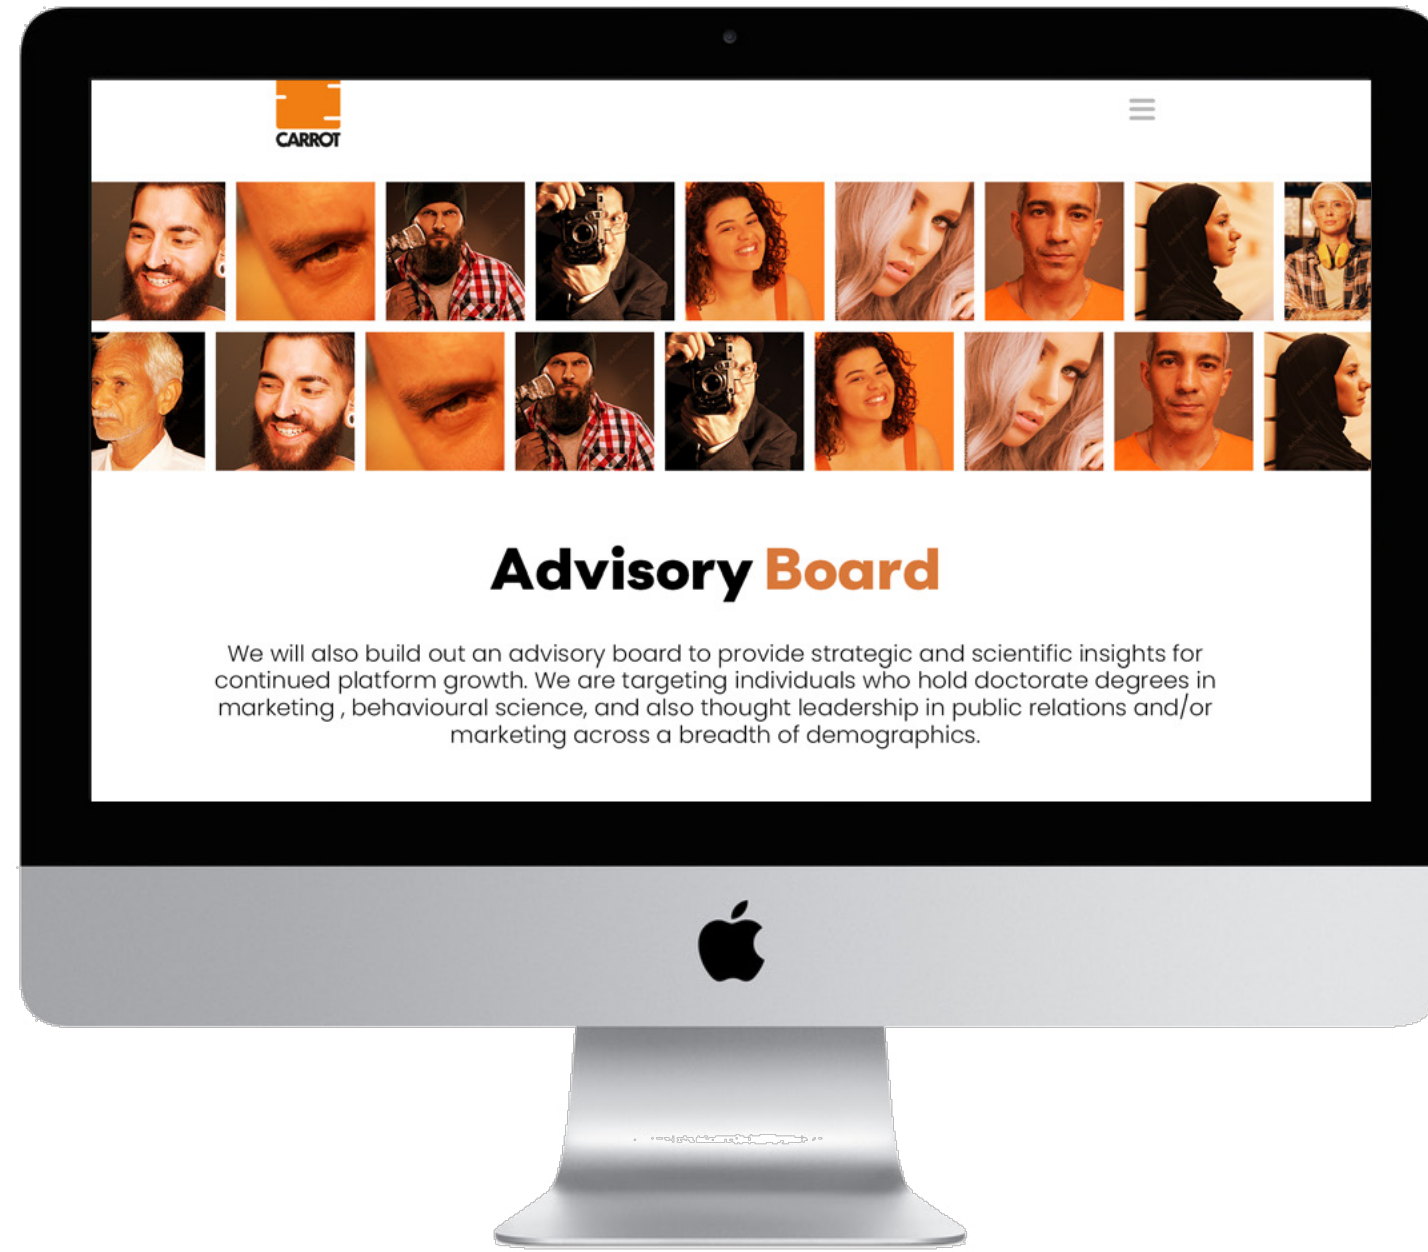 CARROT
Advisory Board
We will also build out an advisory board to provide strategic and scientific insights for
continued platform growth. We are targeting individuals who hold doctorate degrees in
marketing , behavioural science, and also thought leadership in public relations and/or
marketing across a breadth of demographics.